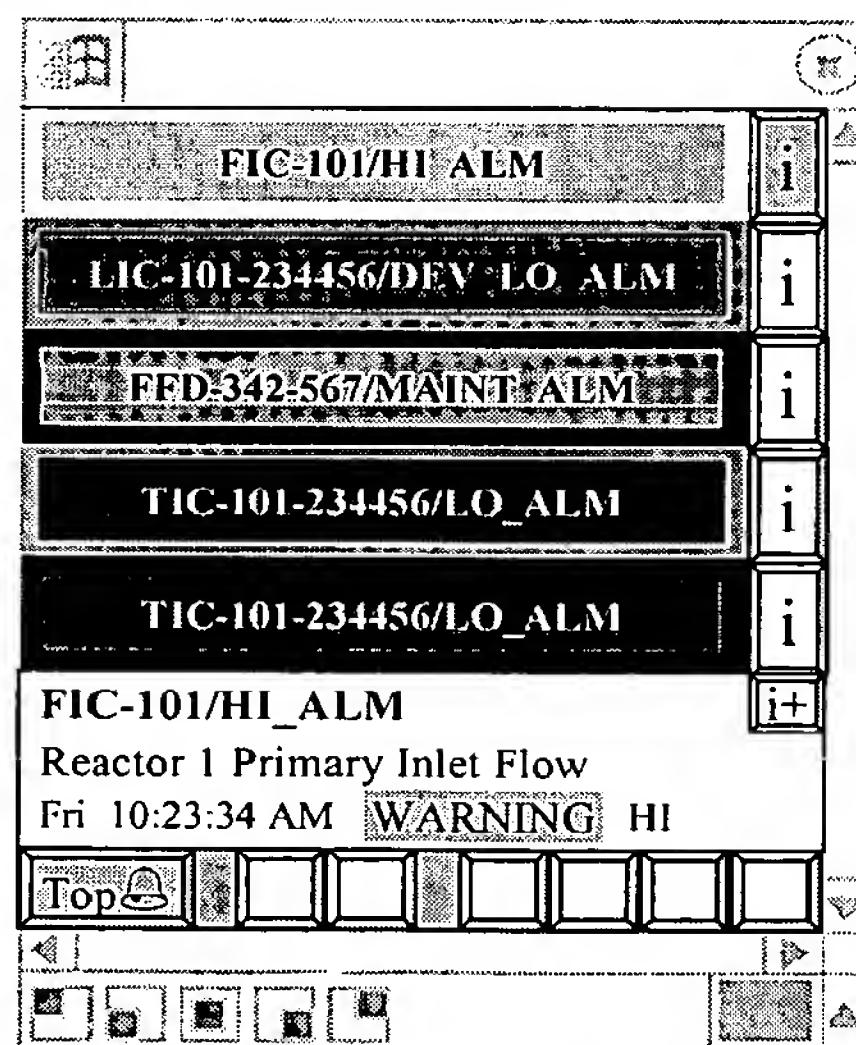 FIC-101/HI ALM i
LIC-101-234456/DEV LO ALM i
FFD-342-567/MAINT ALM i
TIC-101-234456/LO_ALM i
TIC-101-234456/LO_ALM i
FIC-101/HI_ALM i+
Reactor 1 Primary Inlet Flow
Fri 10:23:34 AM WARNING HI
Top